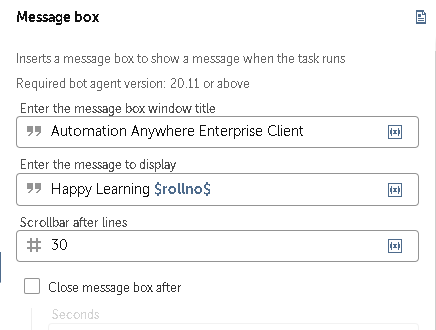 Message box
Inserts a message box to show a message when the task runs
Required bot agent version: 20.11 or above
Enter the message box window title
" Automation Anywhere Enterprise Client (x)
Enter the message to display
" Happy Learning $rollno$ (x)
Scrollbar after lines
# 30 (x)
Close message box after
Seconds